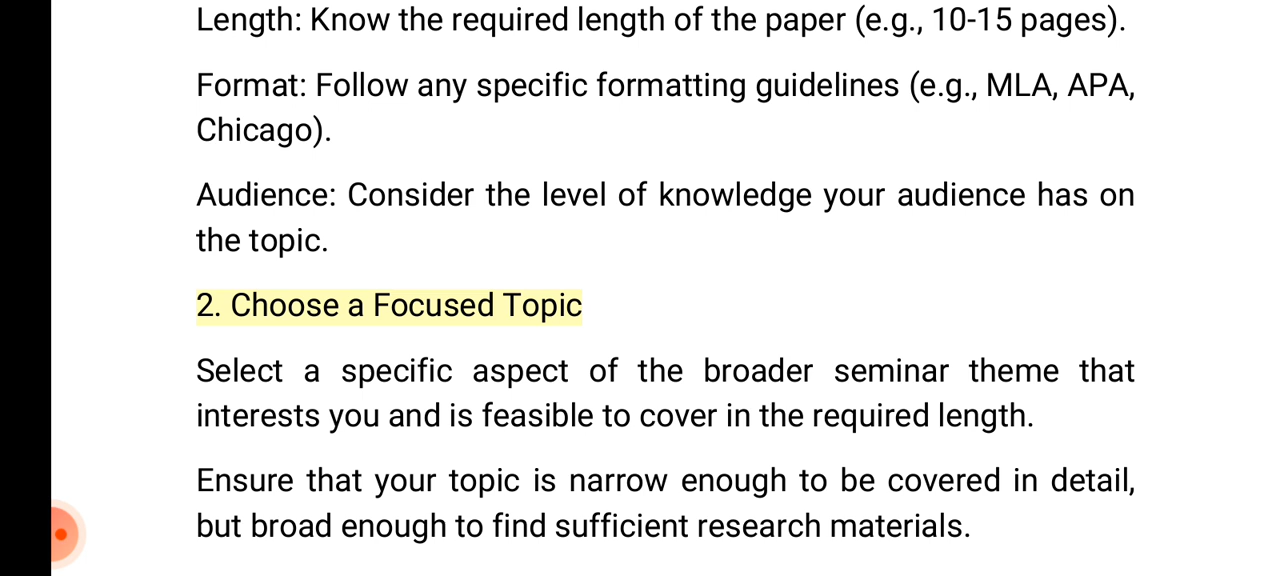 Length: Know the required length of the paper (e.g., 10-15 pages).
Format: Follow any specific formatting guidelines (e.g., MLA, APA,
Chicago).
Audience: Consider the level of knowledge your audience has on
the topic.
2. Choose a Focused Topic
Select a specific aspect of the broader seminar theme that
interests you and is feasible to cover in the required length.
Ensure that your topic is narrow enough to be covered in detail,
but broad enough to find sufficient research materials.